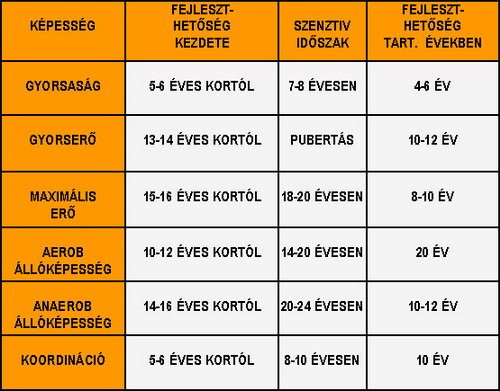 KÉPESSÉG
FEJLESZT-
HETŐSÉG
KEZDETE
SZENZTIV
IDŐSZAK
FEJLESZT-
HETŐSÉG
TART. ÉVEKBEN
GYORSASÁG
5-6 ÉVES KORTÓL
7-8 ÉVESEN
4-6 ÉV
GYORSERŐ
13-14 ÉVES KORTÓL
PUBERTÁS
10-12 ÉV
MAXIMÁLIS
ERŐ
15-16 ÉVES KORTÓL
18-20 ÉVESEN
8-10 ÉV
AEROB
ÁLLÓKÉPESSÉG
10-12 ÉVES KORTÓL
14-20 ÉVESEN
20 ÉV
ANAEROB
ÁLLÓKÉPESSÉG
14-16 ÉVES KORTÓL
20-24 ÉVESEN
10-12 ÉV
KOORDINÁCIÓ
5-6 ÉVES KORTÓL
8-10 ÉVESEN
10 ÉV